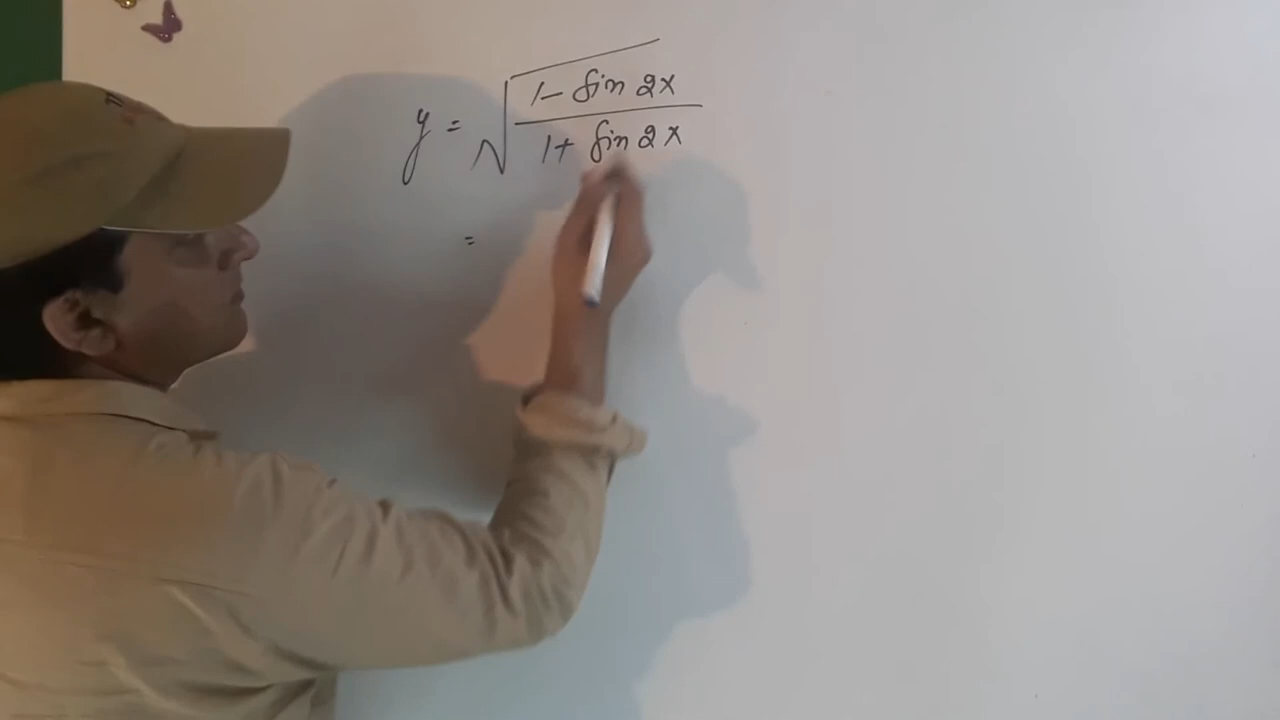 y = √(1 - sin 2x / 1 + sin 2x)
=